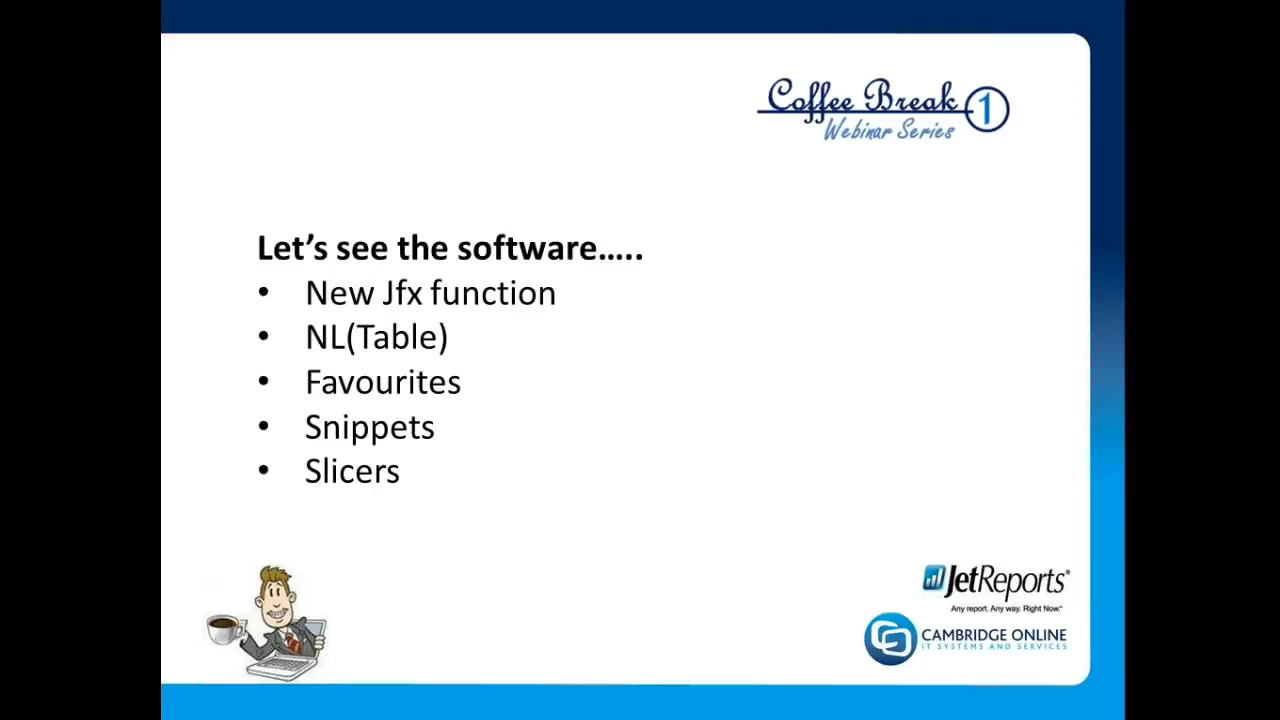 Coffee Break 1
Webinar Series
Let's see the software…..
• New Jfx function
• NL(Table)
• Favourites
• Snippets
• Slicers
JetReports®
Any report. Any way. Right Now.™
CAMBRIDGE ONLINE
IT SYSTEMS AND SERVICES